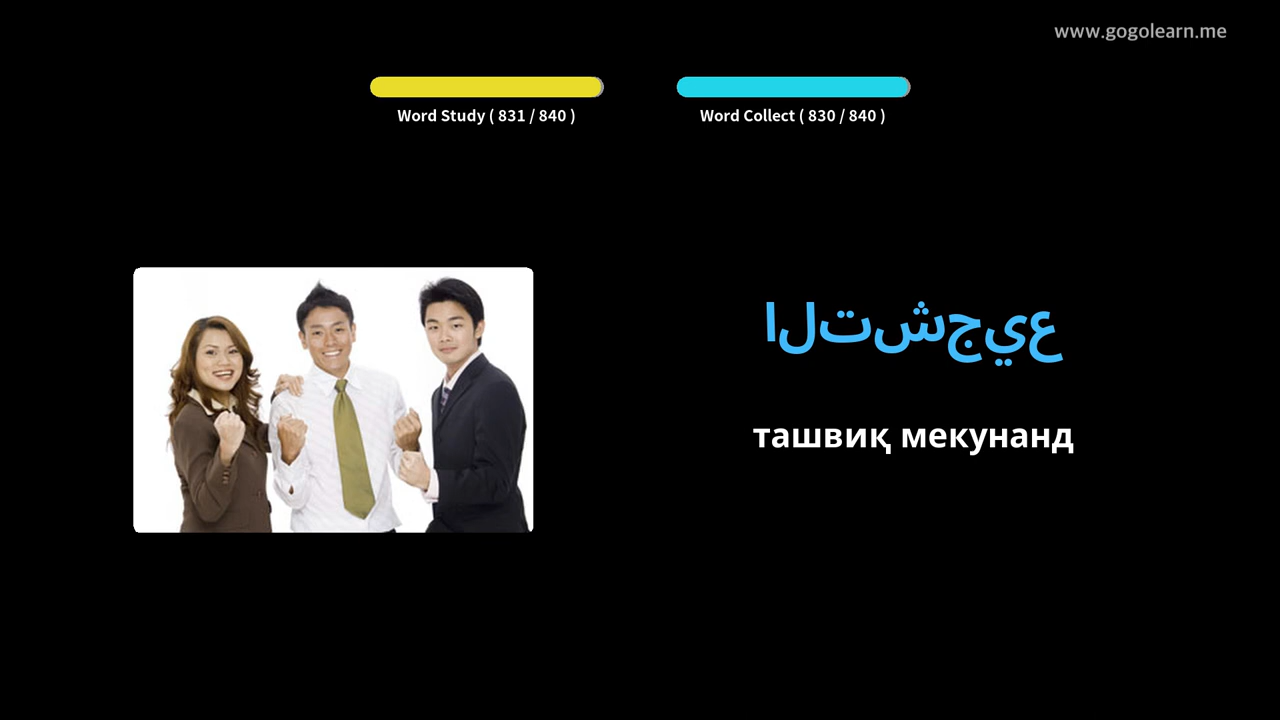 www.gogolearn.me
Word Study ( 831 / 840 )
Word Collect ( 830 / 840 )
التشجيع
ташвиқ мекунанд